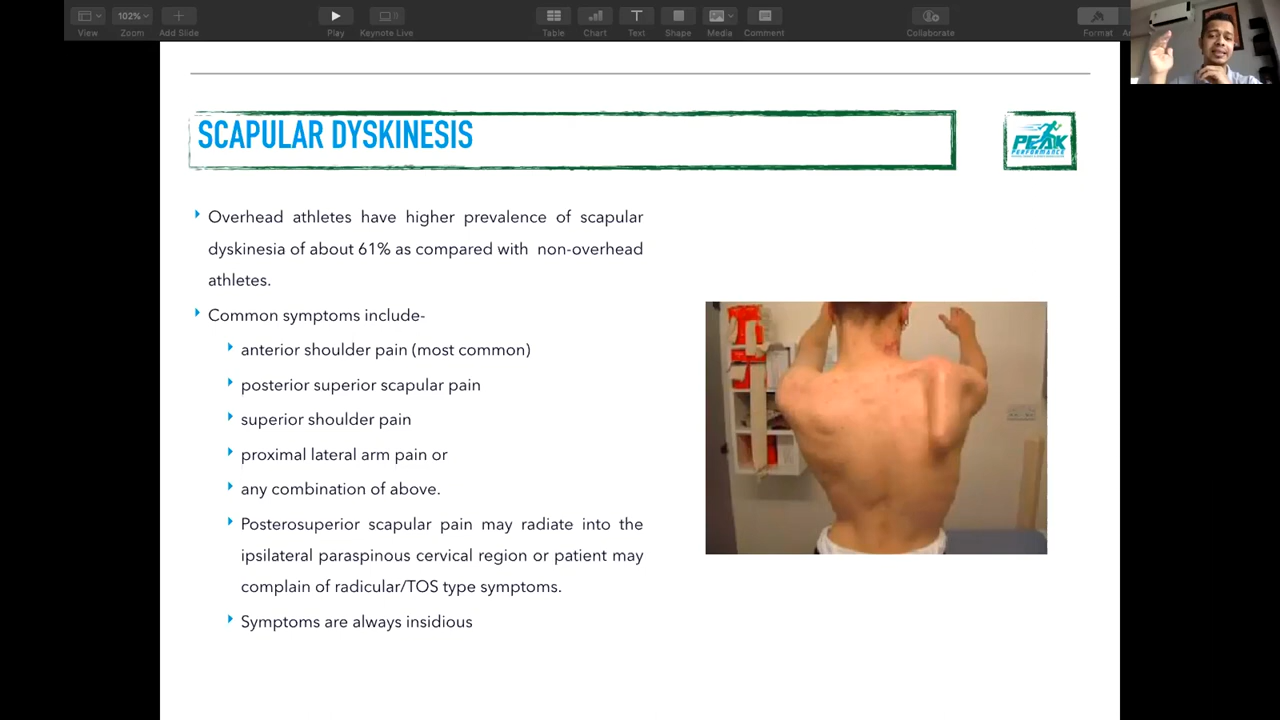 102%
View
Zoom
Add Slide
Play
Keynote Live
Table
Chart
Text
Shape
Media
Comment
Collaborate
Format
SCAPULAR DYSKINESIS
PEAK
PERFORMANCE
Overhead athletes have higher prevalence of scapular
dyskinesia of about 61% as compared with non-overhead
athletes.
Common symptoms include-
anterior shoulder pain (most common)
posterior superior scapular pain
superior shoulder pain
proximal lateral arm pain or
any combination of above.
Posterosuperior scapular pain may radiate into the
ipsilateral paraspinous cervical region or patient may
complain of radicular/TOS type symptoms.
Symptoms are always insidious